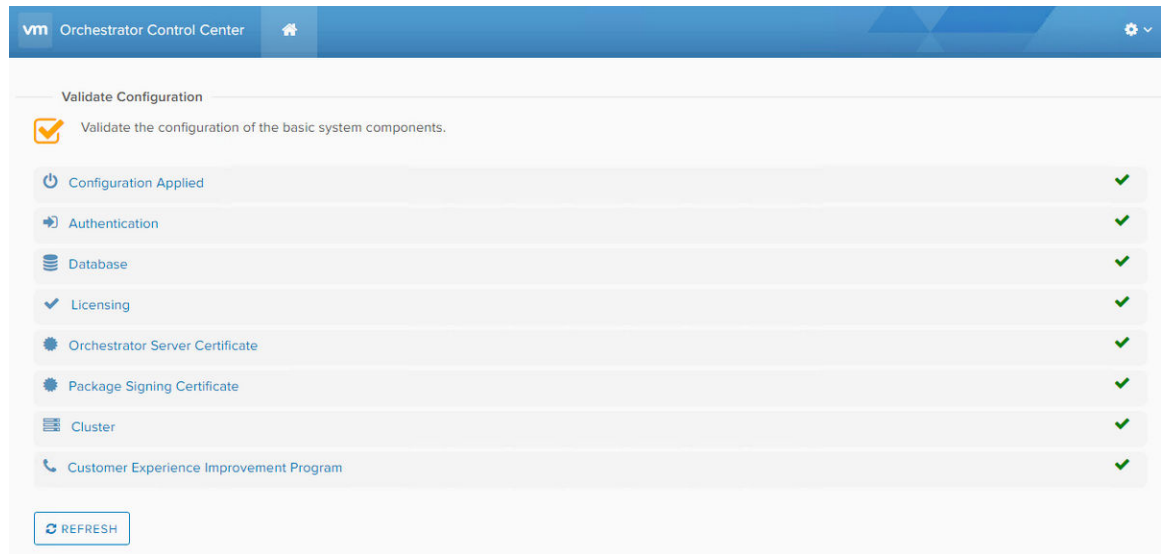 vm Orchestrator Control Center
Validate Configuration
Validate the configuration of the basic system components.
Configuration Applied
Authentication
Database
Licensing
Orchestrator Server Certificate
Package Signing Certificate
Cluster
Customer Experience Improvement Program
REFRESH